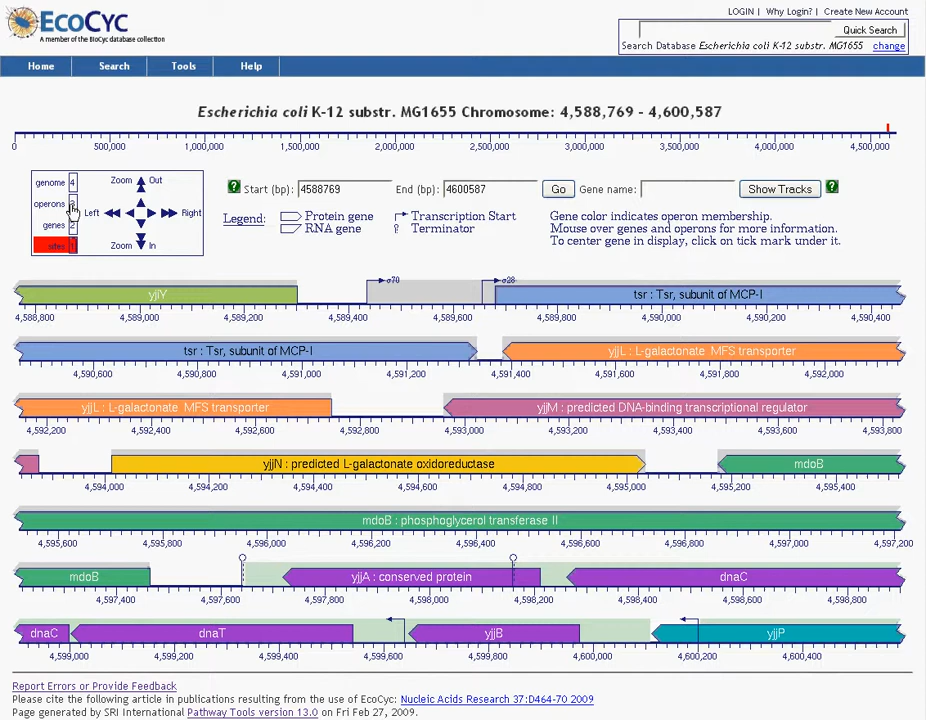 LOGIN | Why Login? | Create New Account
EcoCyc
A member of the BioCyc database collection
Quick Search
Search Database Escherichia coli K-12 substr. MG1655 change
Home Search Tools Help
Escherichia coli K-12 substr. MG1655 Chromosome: 4,588,769 - 4,600,587
0 500,000 1,000,000 1,500,000 2,000,000 2,500,000 3,000,000 3,500,000 4,000,000 4,500,000
genome 4
operons
genes 2
sites 1
Zoom Out
Left Right
Zoom In
? Start (bp): 4588769 End (bp): 4600587 Go Gene name: Show Tracks ?
Legend: Protein gene Transcription Start
RNA gene Terminator
Gene color indicates operon membership.
Mouse over genes and operons for more information.
To center gene in display, click on tick mark under it.
σ70 σ28
yjiY tsr : Tsr, subunit of MCP-I
4,588,800 4,589,000 4,589,200 4,589,400 4,589,600 4,589,800 4,590,000 4,590,200 4,590,400
tsr : Tsr, subunit of MCP-I yjjL : L-galactonate MFS transporter
4,590,600 4,590,800 4,591,000 4,591,200 4,591,400 4,591,600 4,591,800 4,592,000
yjjL : L-galactonate MFS transporter yjjM : predicted DNA-binding transcriptional regulator
4,592,200 4,592,400 4,592,600 4,592,800 4,593,000 4,593,200 4,593,400 4,593,600 4,593,800
yjjN : predicted L-galactonate oxidoreductase mdoB
4,594,000 4,594,200 4,594,400 4,594,600 4,594,800 4,595,000 4,595,200 4,595,400
mdoB : phosphoglycerol transferase II
4,595,600 4,595,800 4,596,000 4,596,200 4,596,400 4,596,600 4,596,800 4,597,000 4,597,200
mdoB yjjA : conserved protein dnaC
4,597,400 4,597,600 4,597,800 4,598,000 4,598,200 4,598,400 4,598,600 4,598,800
dnaC dnaT yjjB yjjP
4,599,000 4,599,200 4,599,400 4,599,600 4,599,800 4,600,000 4,600,200 4,600,400
Report Errors or Provide Feedback
Please cite the following article in publications resulting from the use of EcoCyc: Nucleic Acids Research 37:D464-70 2009
Page generated by SRI International Pathway Tools version 13.0 on Fri Feb 27, 2009.